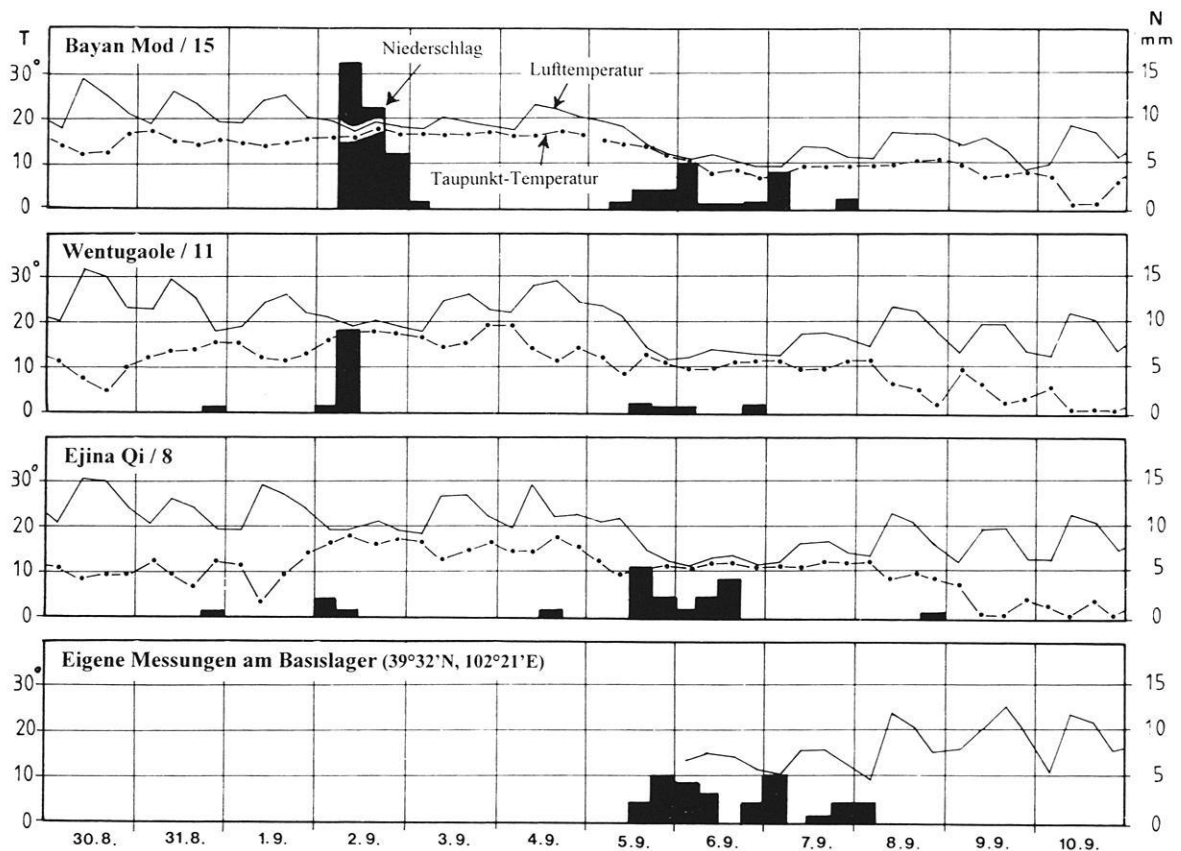 T N
mm
Bayan Mod / 15
Niederschlag
Lufttemperatur
Taupunkt-Temperatur
30° 15
20 10
10 5
0 0
Wentugaole / 11
30° 15
20 10
10 5
0 0
Ejina Qi / 8
30° 15
20 10
10 5
0 0
Eigene Messungen am Basislager (39°32'N, 102°21'E)
30° 15
20 10
10 5
0 0
30.8. 31.8. 1.9. 2.9. 3.9. 4.9. 5.9. 6.9. 7.9. 8.9. 9.9. 10.9.